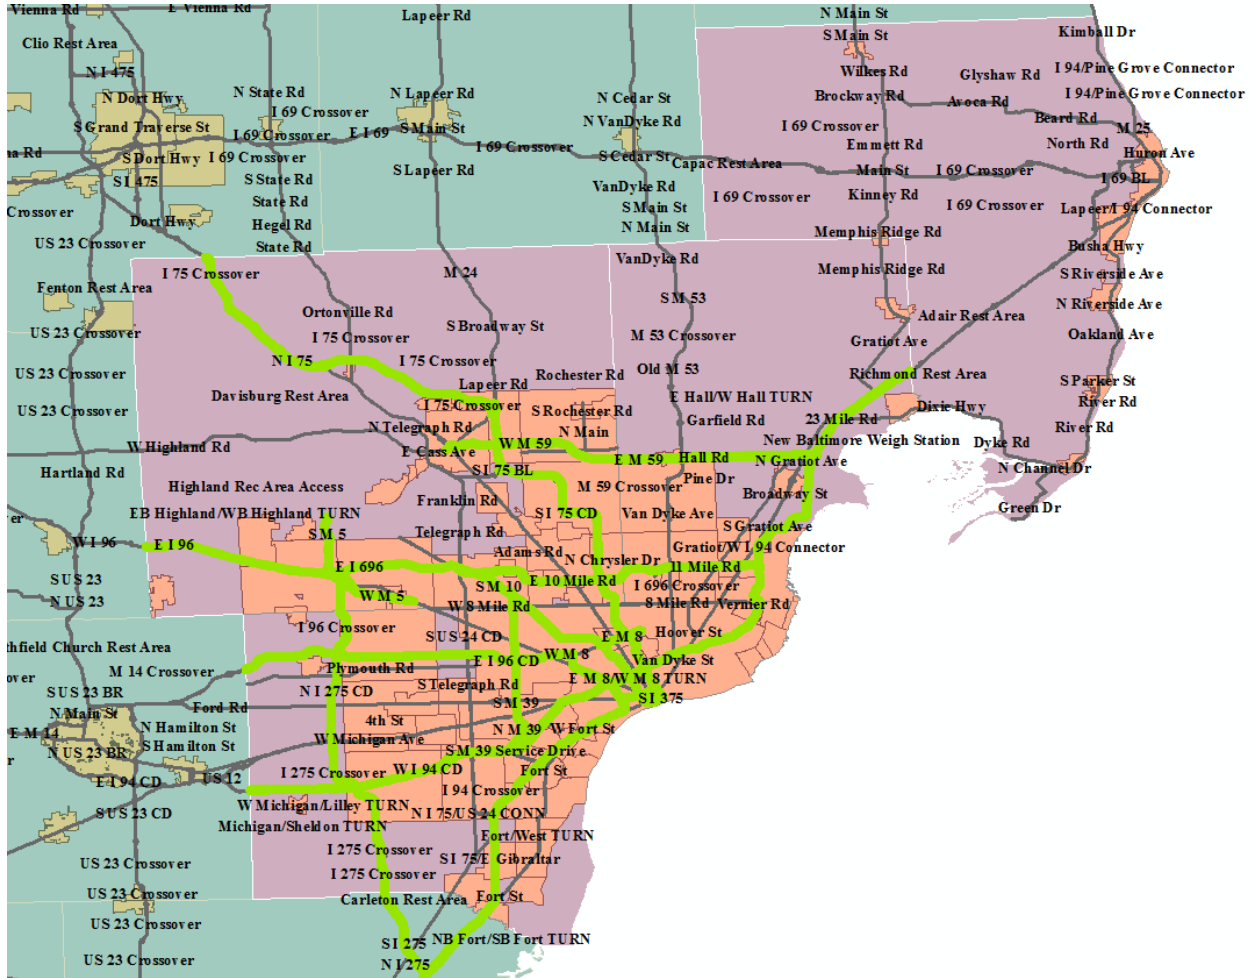 Vienna Rd
E Vienna Rd
Lapeer Rd
N Main St
S Main St
Kimball Dr
Clio Rest Area
N I 475
Wilkes Rd
Glyshaw Rd
I 94/Pine Grove Connector
N Dort Hwy
N State Rd
N Lapeer Rd
N Cedar St
Brockway Rd
Avoca Rd
I 94/Pine Grove Connector
I 69 Crossover
Beard Rd
S Grand Traverse St
I 69 Crossover
E I 69
S Main St
N VanDyke Rd
I 69 Crossover
M 25
na Rd
S Dort Hwy
I 69 Crossover
I 69 Crossover
S Cedar St
Capac Rest Area
Emmett Rd
North Rd
Huron Ave
S I 475
S State Rd
S Lapeer Rd
VanDyke Rd
Main St
I 69 Crossover
I 69 BL
Crossover
State Rd
S Main St
I 69 Crossover
Kinney Rd
I 69 Crossover
Lapeer/I 94 Connector
Dort Hwy
Hegel Rd
N Main St
US 23 Crossover
State Rd
Memphis Ridge Rd
Busha Hwy
I 75 Crossover
M 24
VanDyke Rd
Memphis Ridge Rd
S Riverside Ave
Fenton Rest Area
S M 53
N Riverside Ave
Ortonville Rd
Adair Rest Area
US 23 Crossover
I 75 Crossover
S Broadway St
M 53 Crossover
Gratiot Ave
Oakland Ave
N I 75
I 75 Crossover
US 23 Crossover
Lapeer Rd
Rochester Rd
Old M 53
Richmond Rest Area
S Parker St
Davisburg Rest Area
E Hall/W Hall TURN
River Rd
US 23 Crossover
I 75 Crossover
S Rochester Rd
Garfield Rd
23 Mile Rd
Dixie Hwy
N Telegraph Rd
N Main
River Rd
W Highland Rd
E Cass Ave
W M 59
New Baltimore Weigh Station
Dyke Rd
Hartland Rd
S I 75 BL
E M 59
Hall Rd
N Gratiot Ave
N Channel Dr
Highland Rec Area Access
M 59 Crossover
Pine Dr
Broadway St
Franklin Rd
Green Dr
er
EB Highland/WB Highland TURN
S I 75 CD
Van Dyke Ave
S Gratiot Ave
S M 5
Telegraph Rd
W I 96
E I 96
Adams Rd
N Chrysler Dr
Gratiot/W I 94 Connector
E I 696
11 Mile Rd
S US 23
S M 10
E 10 Mile Rd
I 696 Crossover
N US 23
W M 5
W 8 Mile Rd
8 Mile Rd
Vernier Rd
I 96 Crossover
S US 24 CD
E M 8
Hoover St
thfield Church Rest Area
W M 8
M 14 Crossover
Plymouth Rd
E I 96 CD
Van Dyke St
over
E M 8/W M 8 TURN
S US 23 BR
N I 275 CD
S Telegraph Rd
S I 375
Ford Rd
S M 39
N Main St
4th St
E M 14
N Hamilton St
N M 39
W Fort St
S Hamilton St
W Michigan Ave
N US 23 BR
S M 39 Service Drive
r
E I 94 CD
US 12
I 275 Crossover
W I 94 CD
Fort St
I 94 Crossover
S US 23 CD
W Michigan/Lilley TURN
N I 75/US 24 CONN
Michigan/Sheldon TURN
Fort/West TURN
I 275 Crossover
US 23 Crossover
S I 75/E Gibraltar
I 275 Crossover
US 23 Crossover
Carleton Rest Area
Fort St
US 23 Crossover
S I 275
NB Fort/SB Fort TURN
US 23 Crossover
N I 275